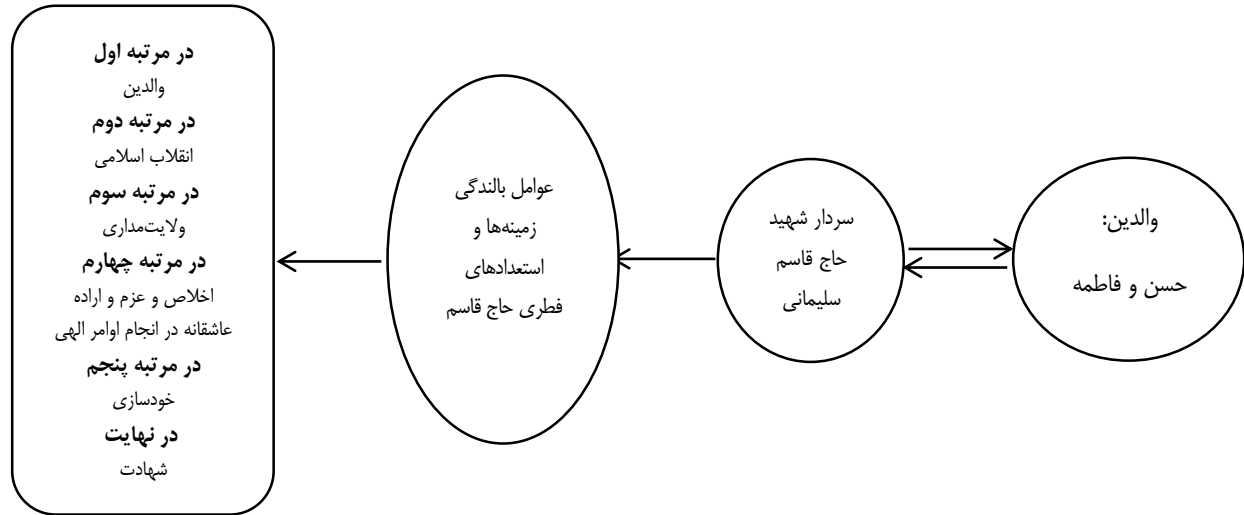 والدین:
حسن و فاطمه
سردار شهید
حاج قاسم
سلیمانی
عوامل بالندگی
زمینه‌ها و
استعدادهای
فطری حاج قاسم
در مرتبه اول
والدین
در مرتبه دوم
انقلاب اسلامی
در مرتبه سوم
ولایت‌مداری
در مرتبه چهارم
اخلاص و عزم و اراده
عاشقانه در انجام اوامر الهی
در مرتبه پنجم
خودسازی
در نهایت
شهادت